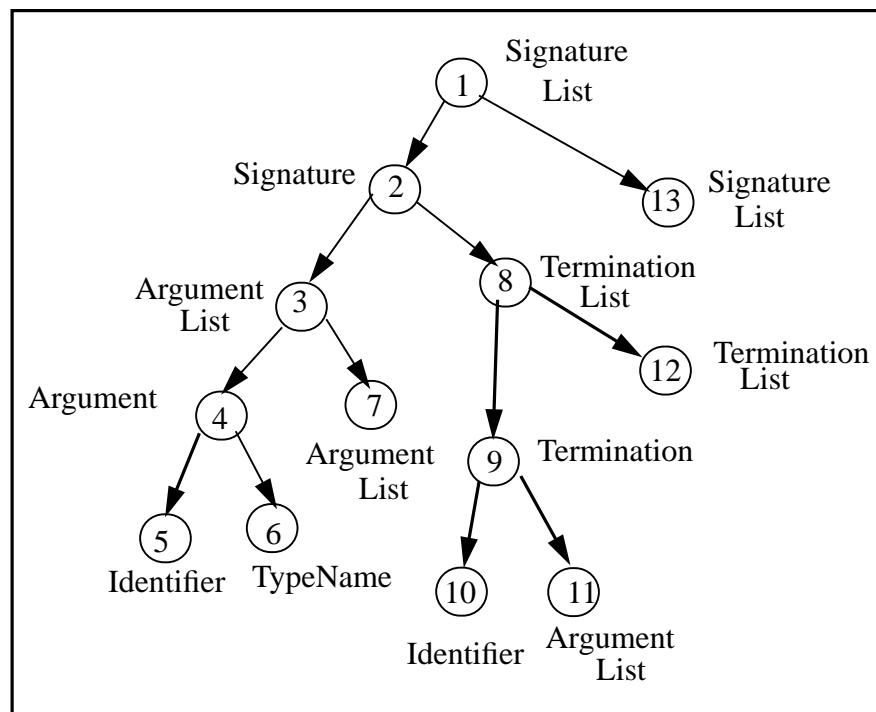 Signature
List
1
Signature
2
13
Signature
List
Argument
List
3
8
Termination
List
12
Termination
List
Argument
4
7
Argument
List
9
Termination
5
6
Identifier
TypeName
10
11
Identifier
Argument
List